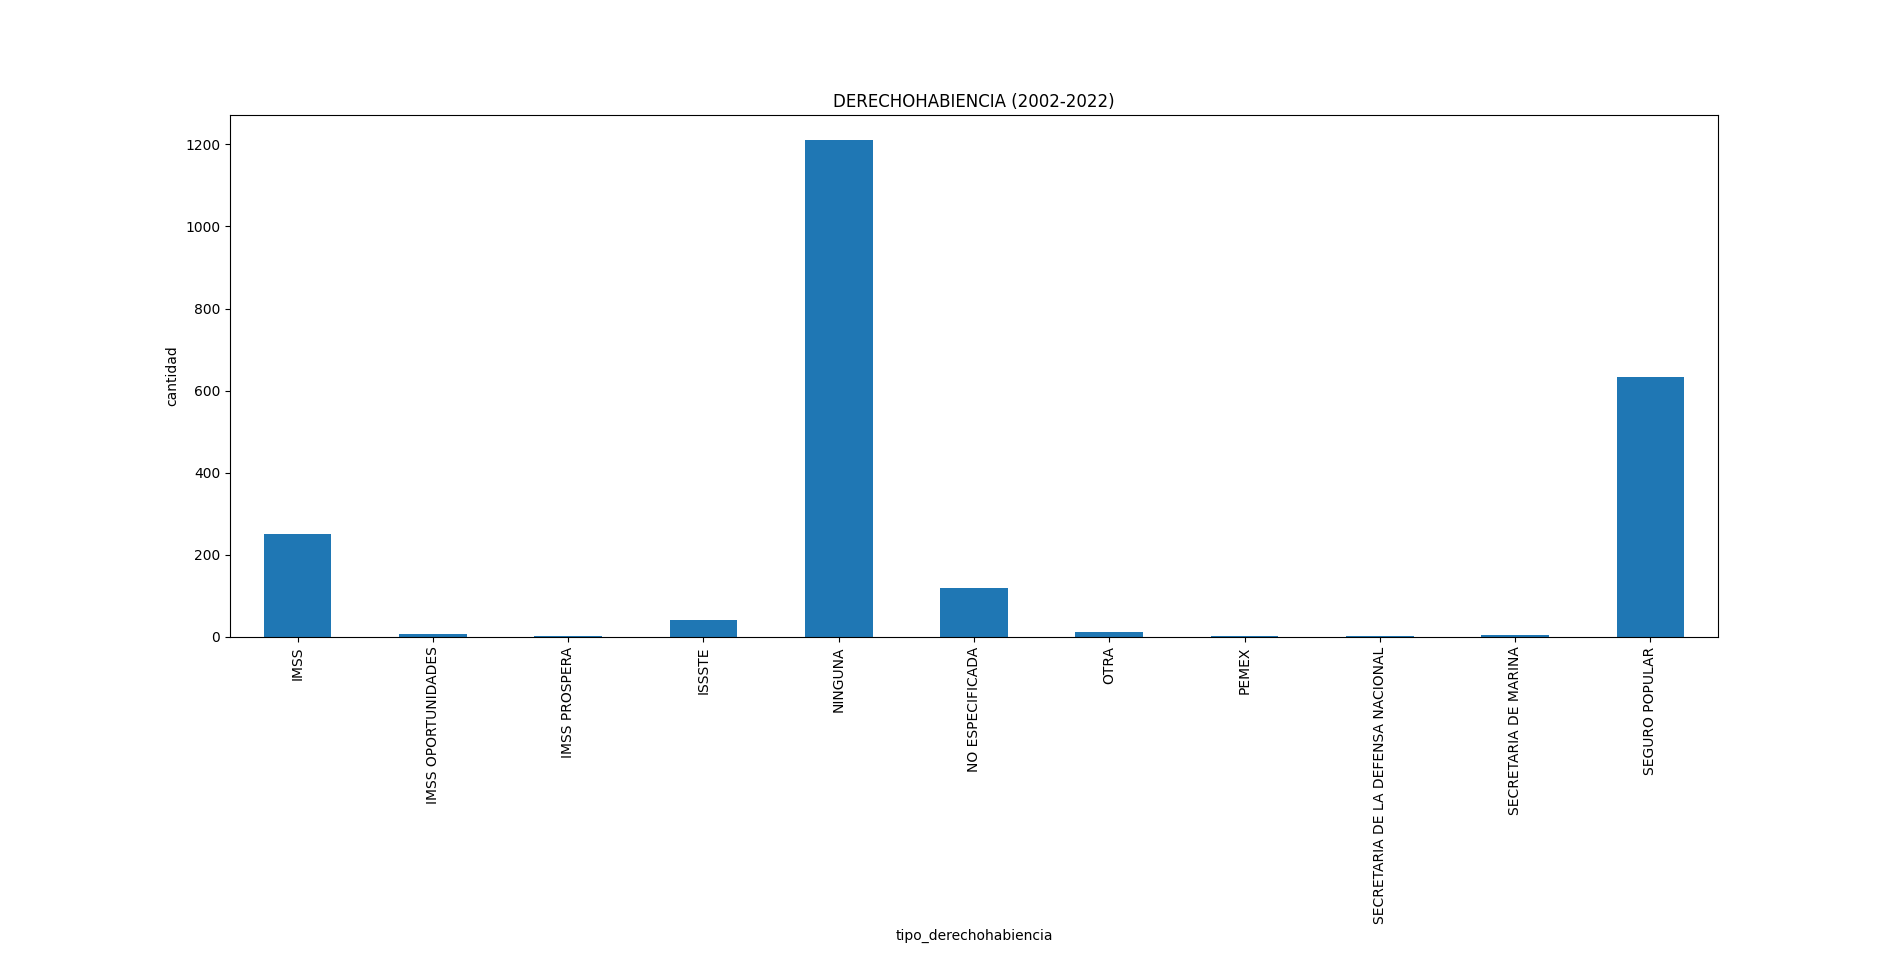 DERECHOHABIENCIA (2002-2022)
1200
1000
800
600
400
200
0
cantidad
IMSS
IMSS OPORTUNIDADES
IMSS PROSPERA
ISSSTE
NINGUNA
NO ESPECIFICADA
OTRA
PEMEX
SECRETARIA DE LA DEFENSA NACIONAL
SECRETARIA DE MARINA
SEGURO POPULAR
tipo_derechohabiencia